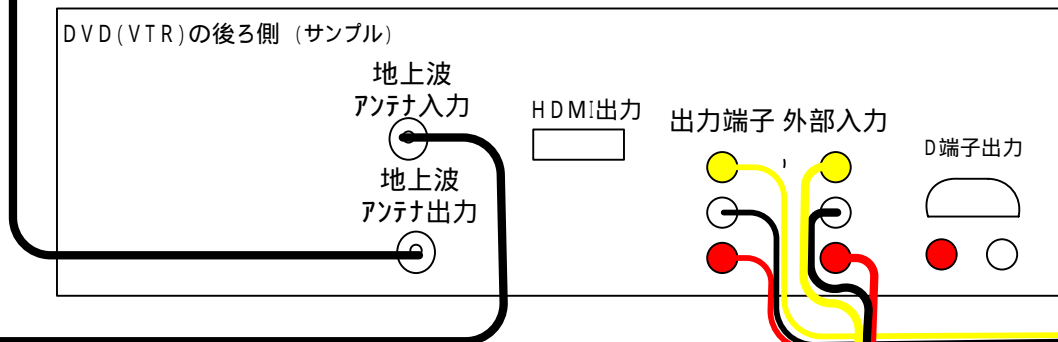 DVD(VTR)の後ろ側 (サンプル)
地上波
アンテナ入力
HDMI出力
出力端子 外部入力
D端子出力
地上波
アンテナ出力